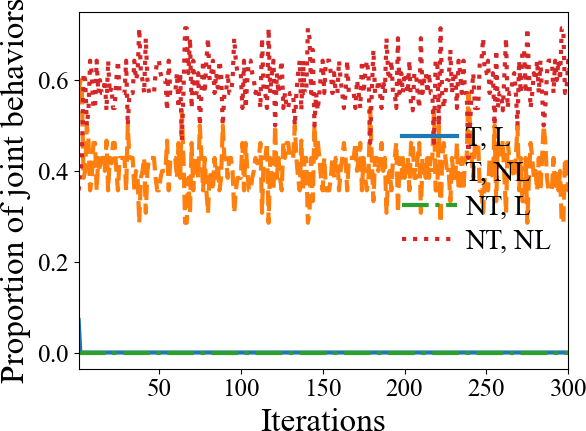 Proportion of joint behaviors
0.6
0.4
0.2
0.0
T, L
T, NL
NT, L
NT, NL
50
100
150
200
250
300
Iterations